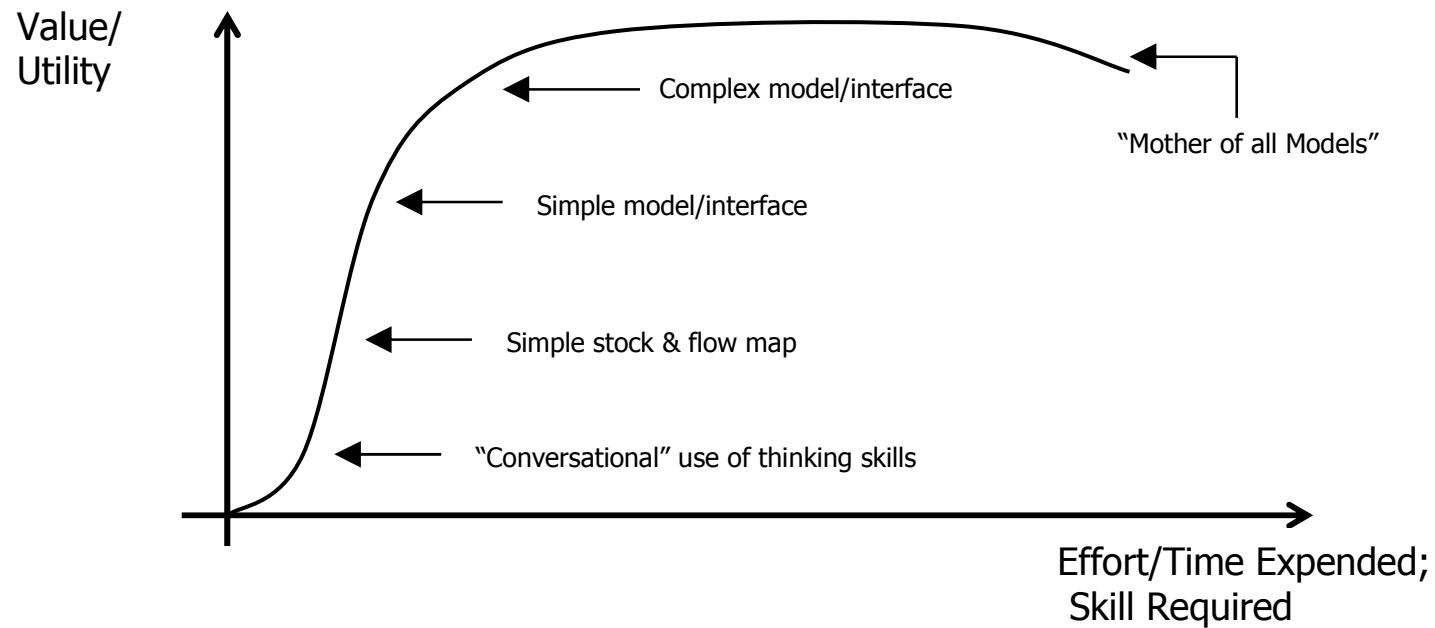 Value/
Utility
Complex model/interface
“Mother of all Models”
Simple model/interface
Simple stock & flow map
“Conversational” use of thinking skills
Effort/Time Expended;
Skill Required